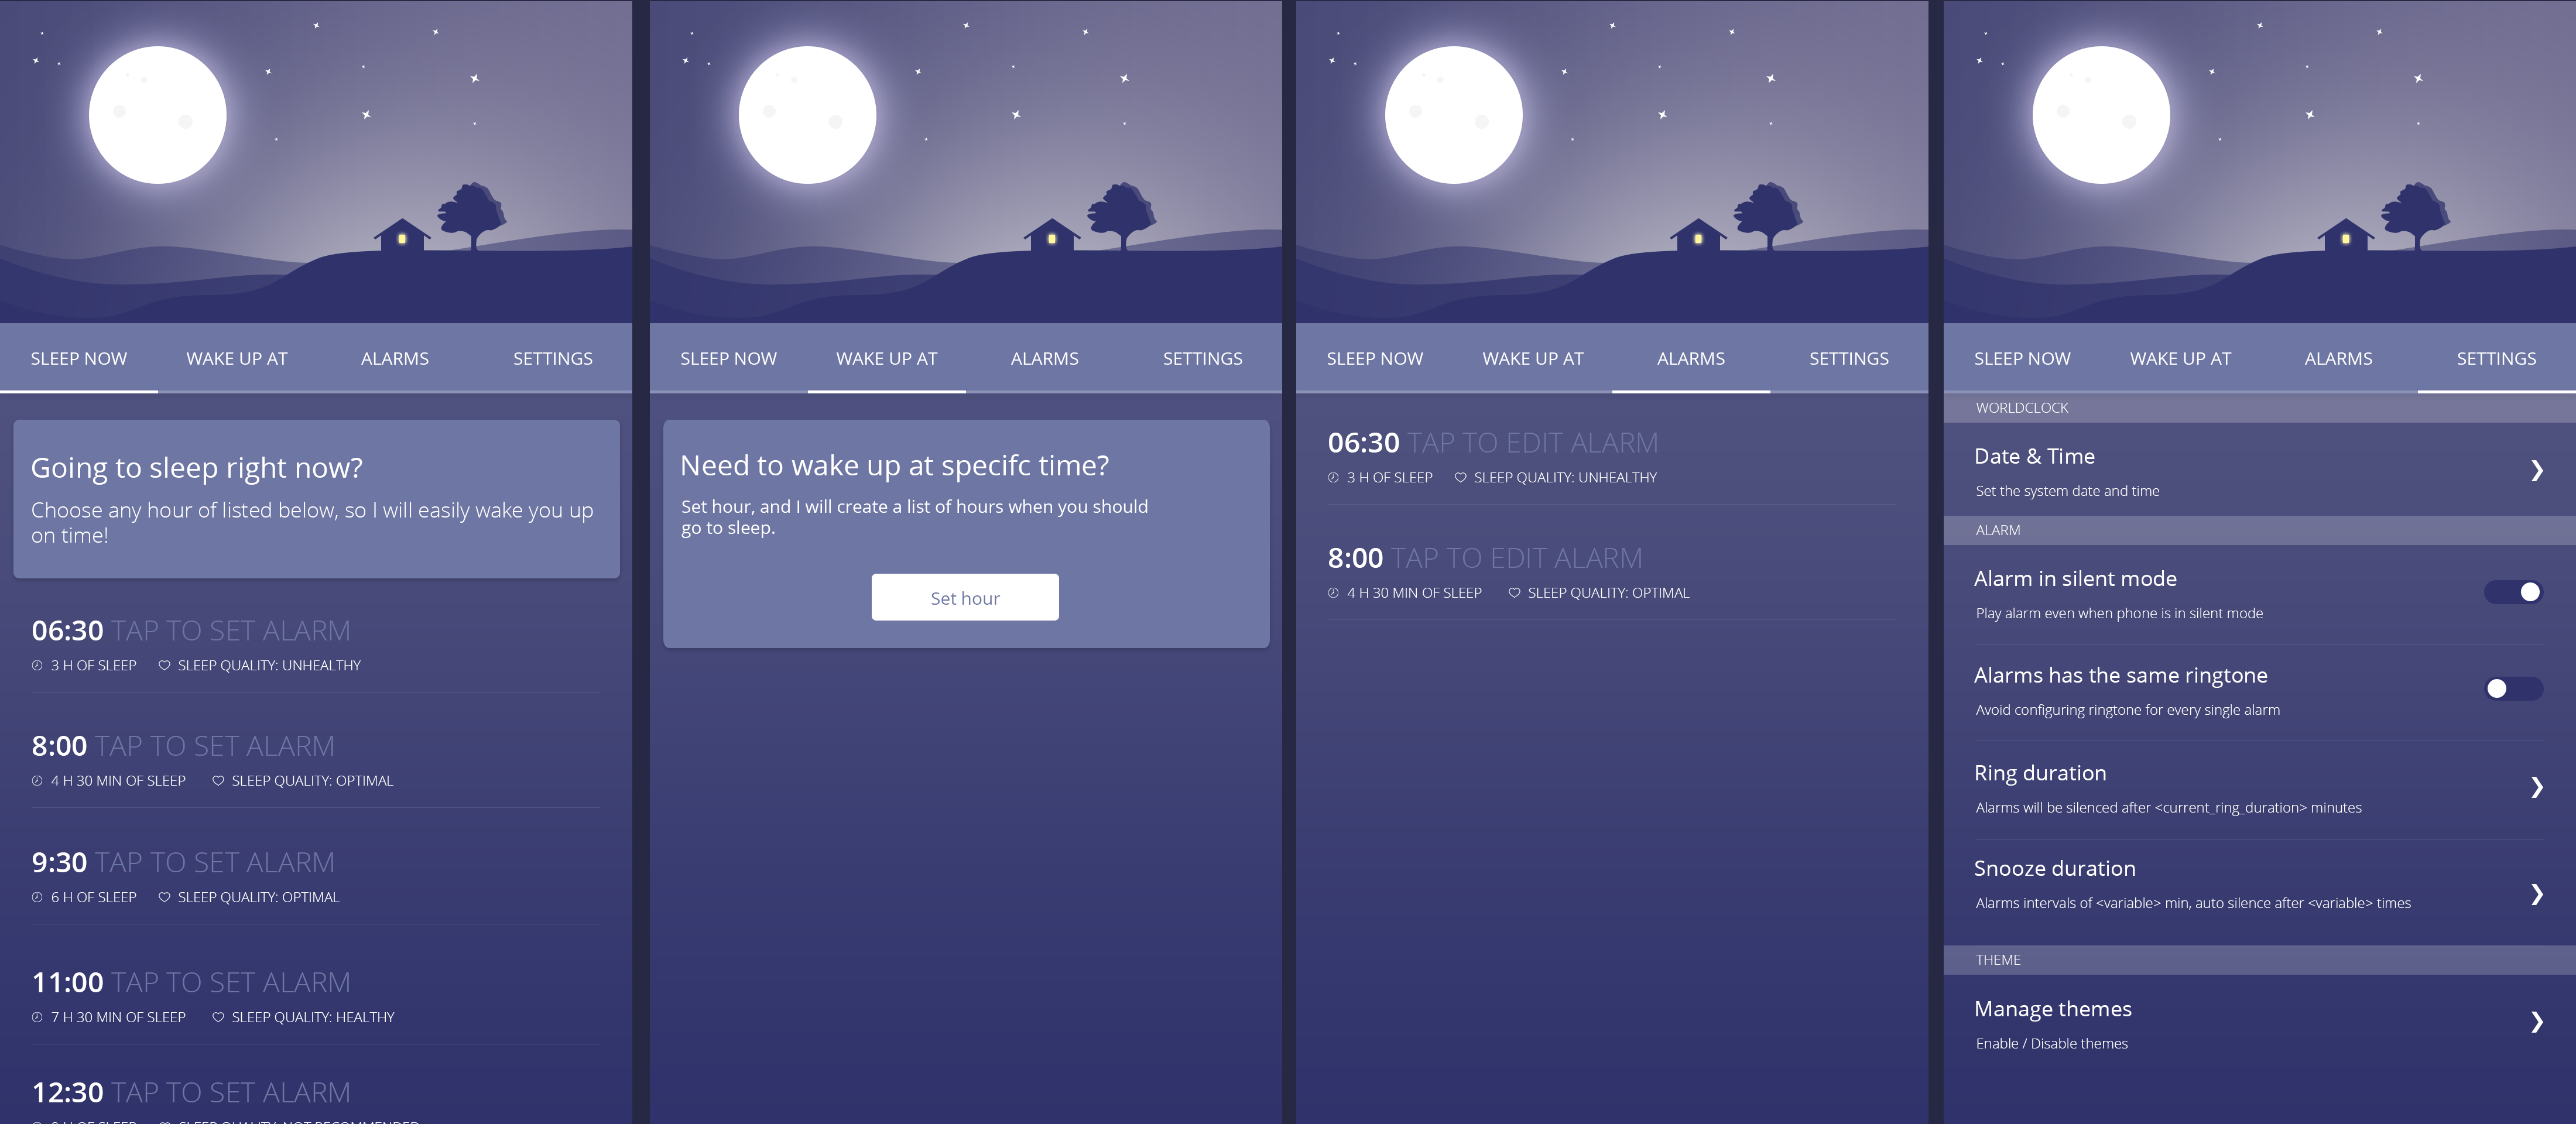 SLEEP NOW WAKE UP AT ALARMS SETTINGS
Going to sleep right now?
Choose any hour of listed below, so I will easily wake you up
on time!
06:30 TAP TO SET ALARM
3 H OF SLEEP SLEEP QUALITY: UNHEALTHY
8:00 TAP TO SET ALARM
4 H 30 MIN OF SLEEP SLEEP QUALITY: OPTIMAL
9:30 TAP TO SET ALARM
6 H OF SLEEP SLEEP QUALITY: OPTIMAL
11:00 TAP TO SET ALARM
7 H 30 MIN OF SLEEP SLEEP QUALITY: HEALTHY
12:30 TAP TO SET ALARM
H OF SLEEP SLEEP QUALITY: NOT RECOMMENDED
SLEEP NOW WAKE UP AT ALARMS SETTINGS
Need to wake up at specifc time?
Set hour, and I will create a list of hours when you should
go to sleep.
Set hour
SLEEP NOW WAKE UP AT ALARMS SETTINGS
06:30 TAP TO EDIT ALARM
3 H OF SLEEP SLEEP QUALITY: UNHEALTHY
8:00 TAP TO EDIT ALARM
4 H 30 MIN OF SLEEP SLEEP QUALITY: OPTIMAL
SLEEP NOW WAKE UP AT ALARMS SETTINGS
WORLDCLOCK
Date & Time
Set the system date and time
ALARM
Alarm in silent mode
Play alarm even when phone is in silent mode
Alarms has the same ringtone
Avoid configuring ringtone for every single alarm
Ring duration
Alarms will be silenced after <current_ring_duration> minutes
Snooze duration
Alarms intervals of <variable> min, auto silence after <variable> times
THEME
Manage themes
Enable / Disable themes